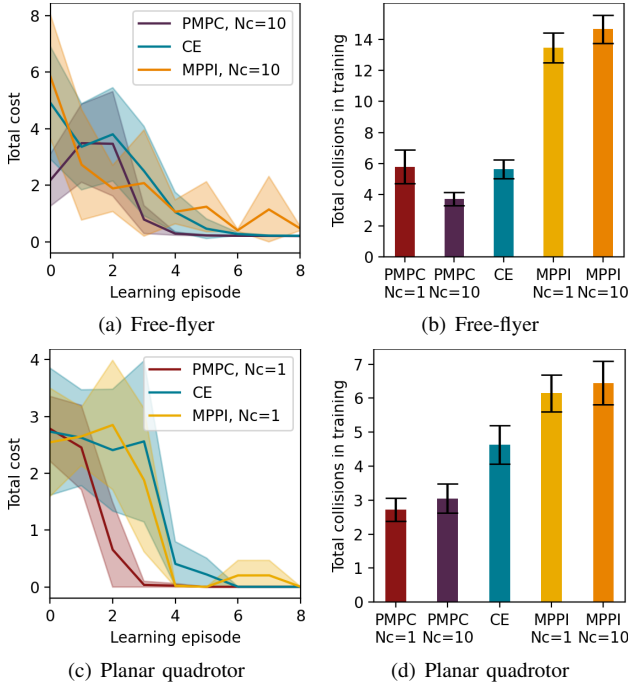 PMPC, Nc=10
CE
MPPI, Nc=10
Total cost
8
6
4
2
0
0 2 4 6 8
Learning episode
(a) Free-flyer
Total collisions in training
14
12
10
8
6
4
2
0
PMPC PMPC CE MPPI MPPI
Nc=1 Nc=10 Nc=1 Nc=10
(b) Free-flyer
PMPC, Nc=1
CE
MPPI, Nc=1
Total cost
4
3
2
1
0
0 2 4 6 8
Learning episode
(c) Planar quadrotor
Total collisions in training
7
6
5
4
3
2
1
0
PMPC PMPC CE MPPI MPPI
Nc=1 Nc=10 Nc=1 Nc=10
(d) Planar quadrotor